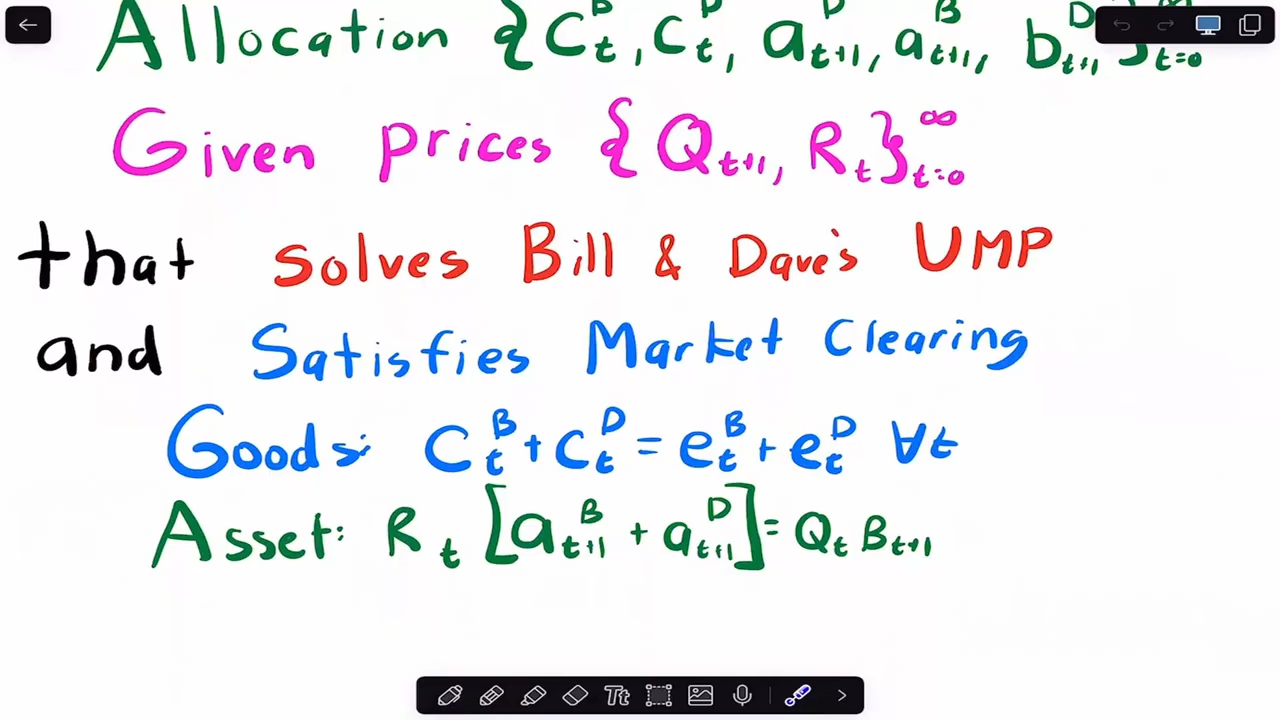 Allocation {C_t^B, C_t^D, a_{t+1}^D, a_{t+1}^B, b_{t+1}^D}_{t=0}^∞
Given prices {Q_{t+1}, R_t}_{t=0}^∞
that solves Bill & Dave's UMP
and Satisfies Market Clearing
Goods: C_t^B + C_t^D = e_t^B + e_t^D ∀t
Asset: R_t [a_{t+1}^B + a_{t+1}^D] = Q_t B_{t+1}
Tt